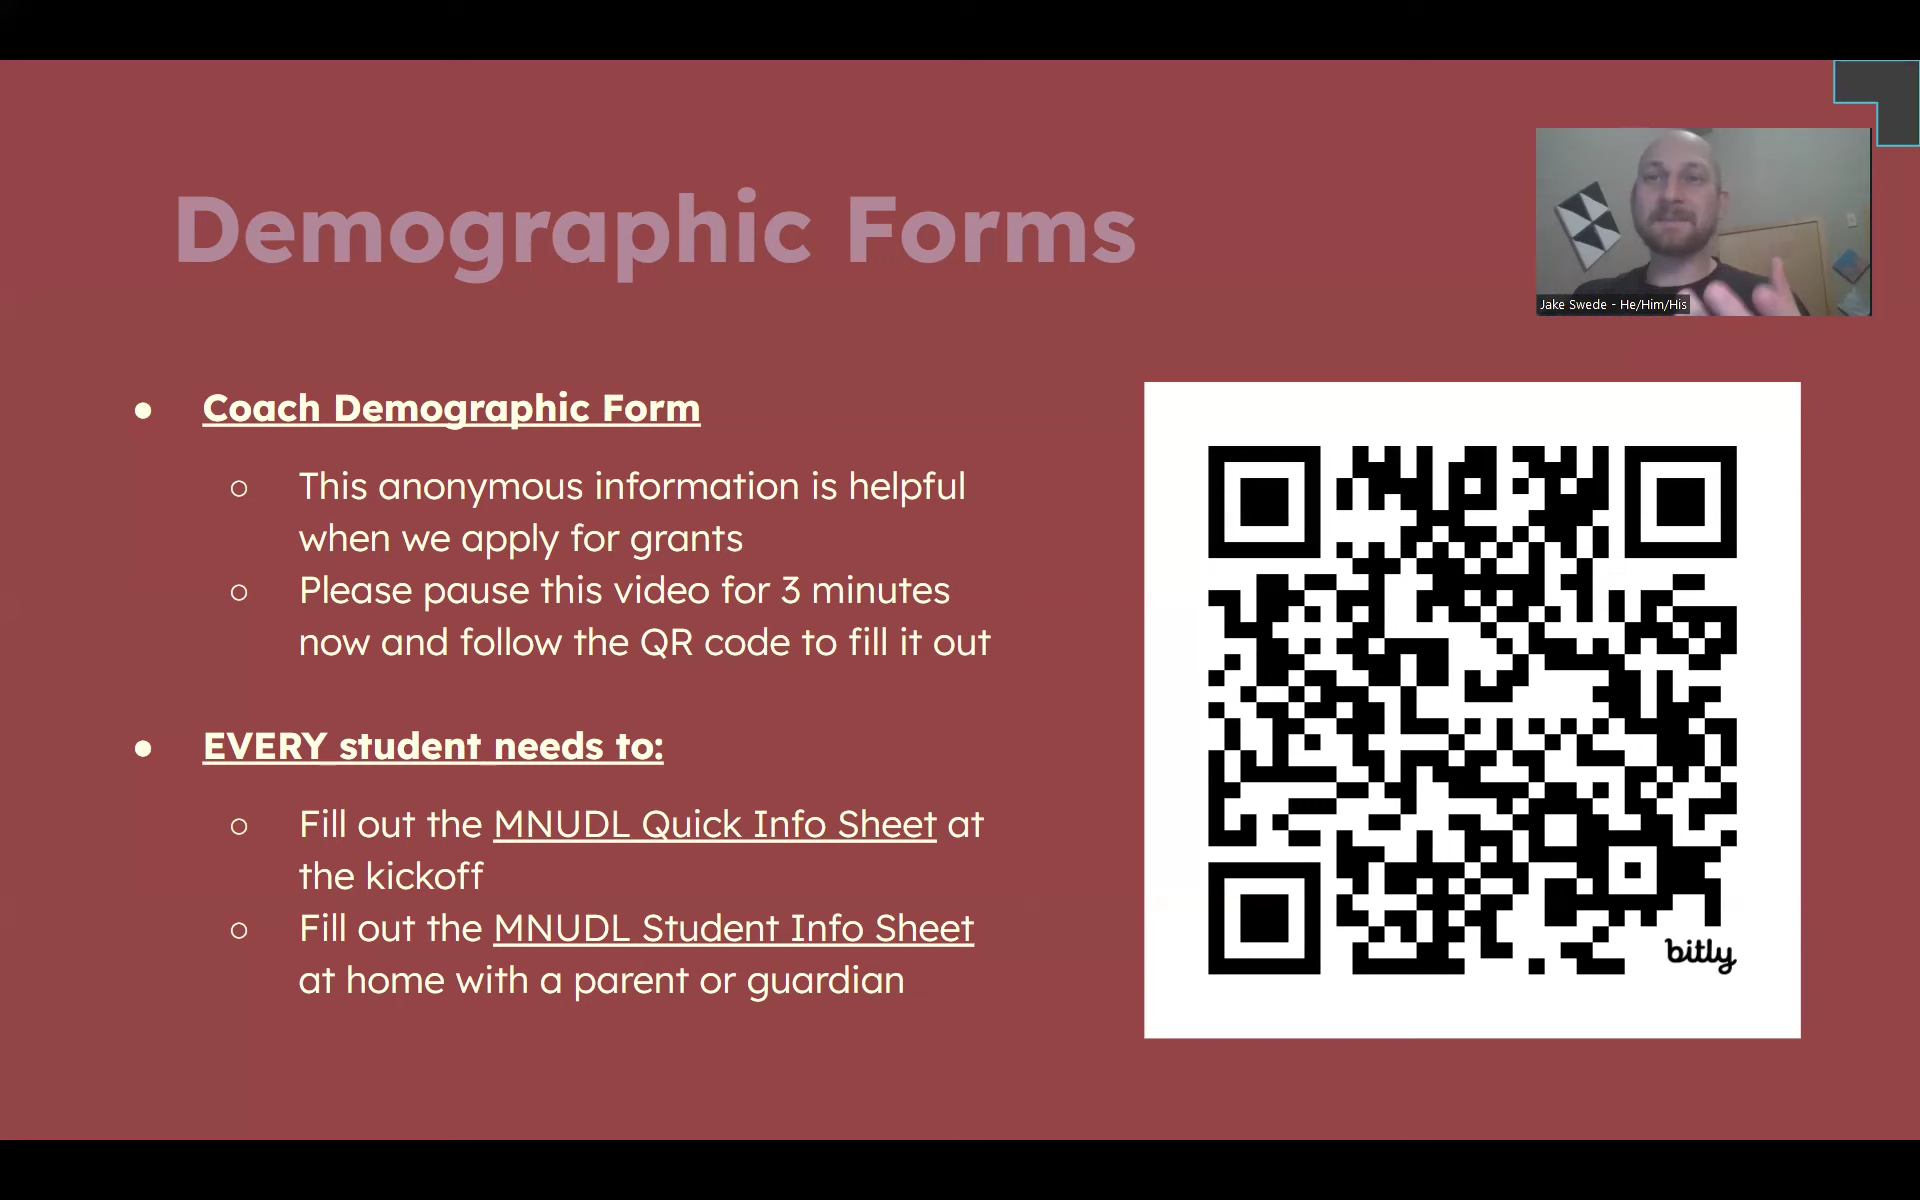 Demographic Forms
Jake Swede - He/Him/His
● Coach Demographic Form
○ This anonymous information is helpful
when we apply for grants
○ Please pause this video for 3 minutes
now and follow the QR code to fill it out
● EVERY student needs to:
○ Fill out the MNUDL Quick Info Sheet at
the kickoff
○ Fill out the MNUDL Student Info Sheet
at home with a parent or guardian
bitly